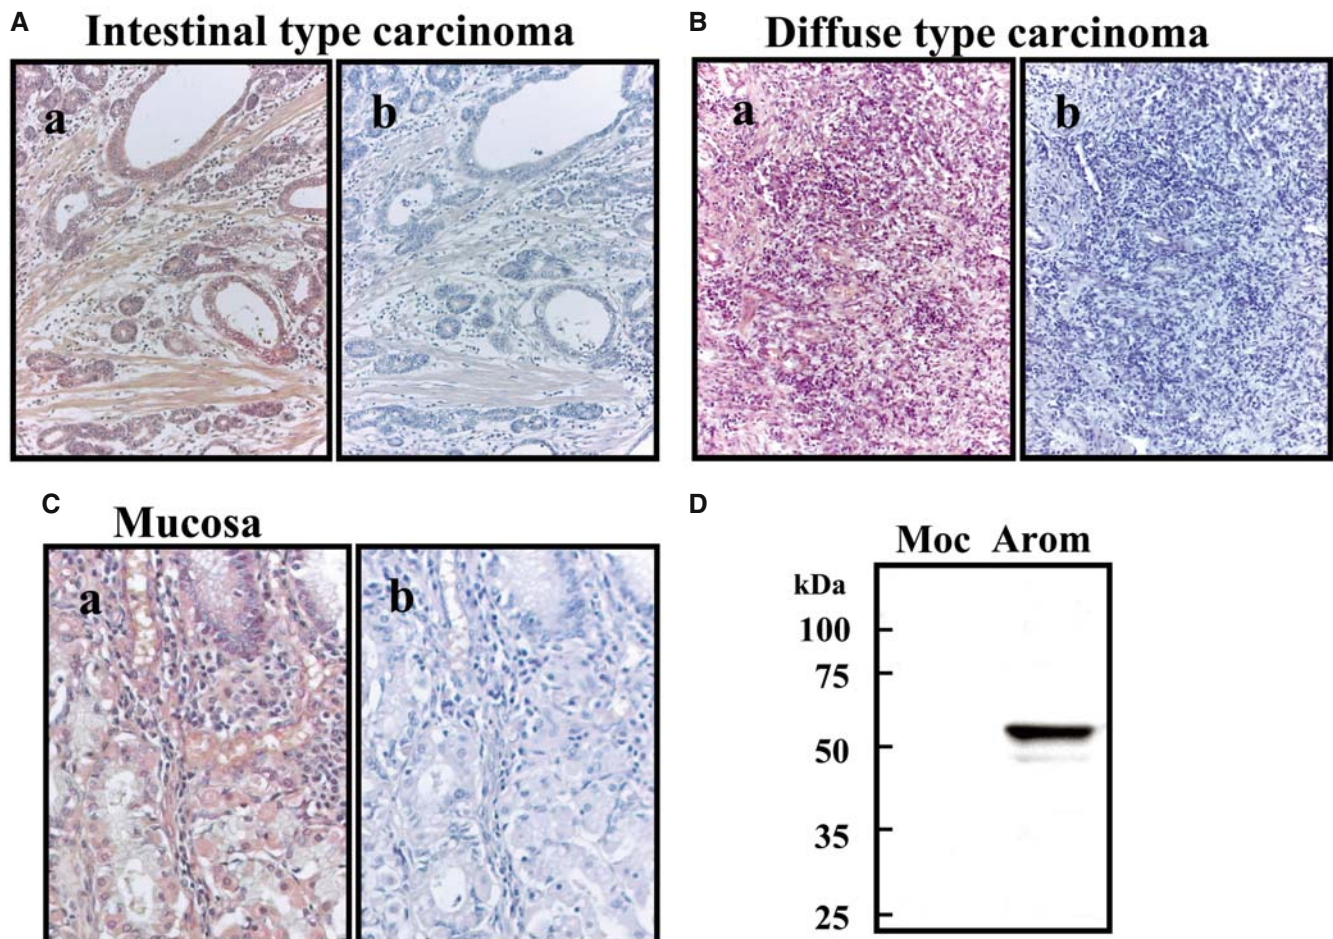 A
Intestinal type carcinoma
a
b
B
Diffuse type carcinoma
a
b
C
Mucosa
a
b
D
Moc Arom
kDa
100
75
50
35
25